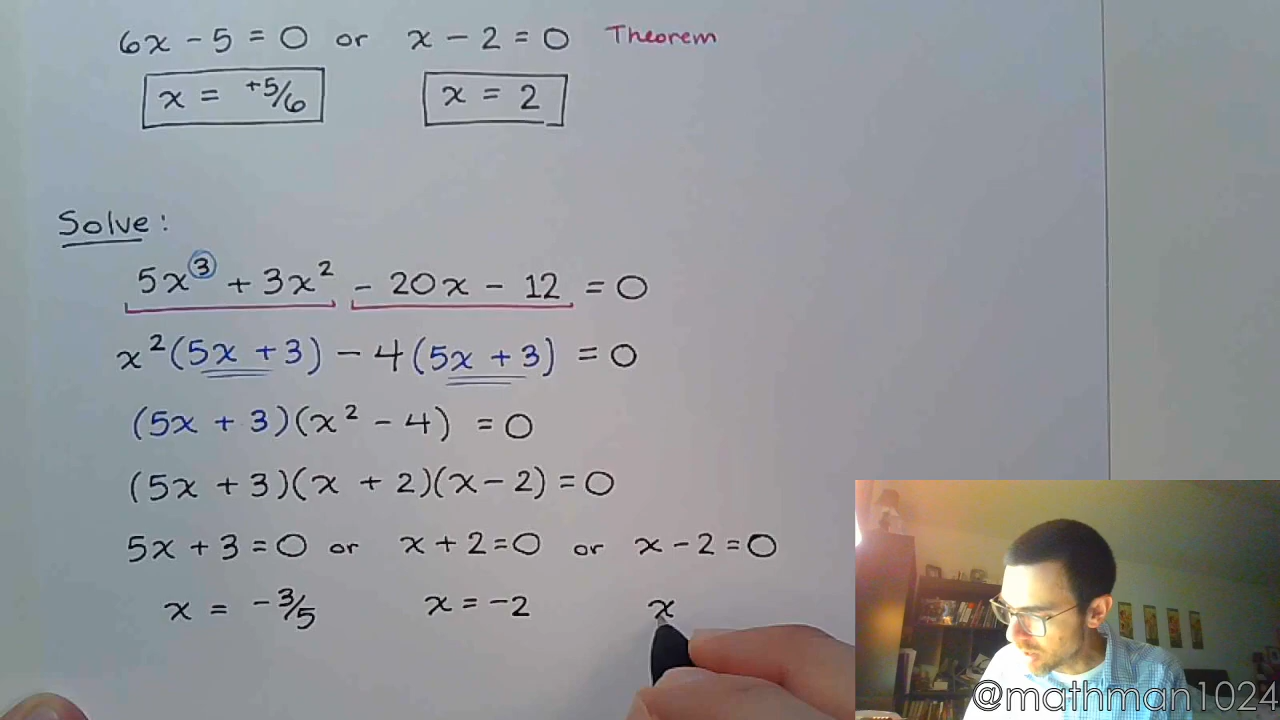 6x - 5 = 0 or x - 2 = 0 Theorem
x = +5/6 x = 2
Solve:
5x³ + 3x² - 20x - 12 = 0
x²(5x + 3) - 4(5x + 3) = 0
(5x + 3)(x² - 4) = 0
(5x + 3)(x + 2)(x - 2) = 0
5x + 3 = 0 or x + 2 = 0 or x - 2 = 0
x = -3/5 x = -2 x
@mathman1024